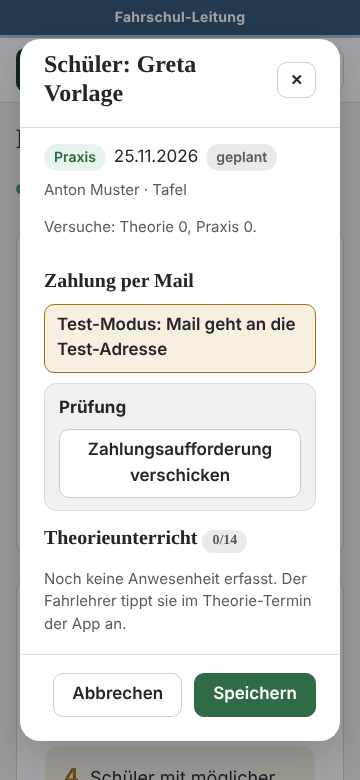 Fahrschul-Leitung
Schüler: Greta
Vorlage
×
Praxis 25.11.2026 geplant
Anton Muster · Tafel
Versuche: Theorie 0, Praxis 0.
Zahlung per Mail
Test-Modus: Mail geht an die
Test-Adresse
Prüfung
Zahlungsaufforderung
verschicken
Theorieunterricht 0/14
Noch keine Anwesenheit erfasst. Der
Fahrlehrer tippt sie im Theorie-Termin
der App an.
Abbrechen Speichern
4 Schüler mit möglicher